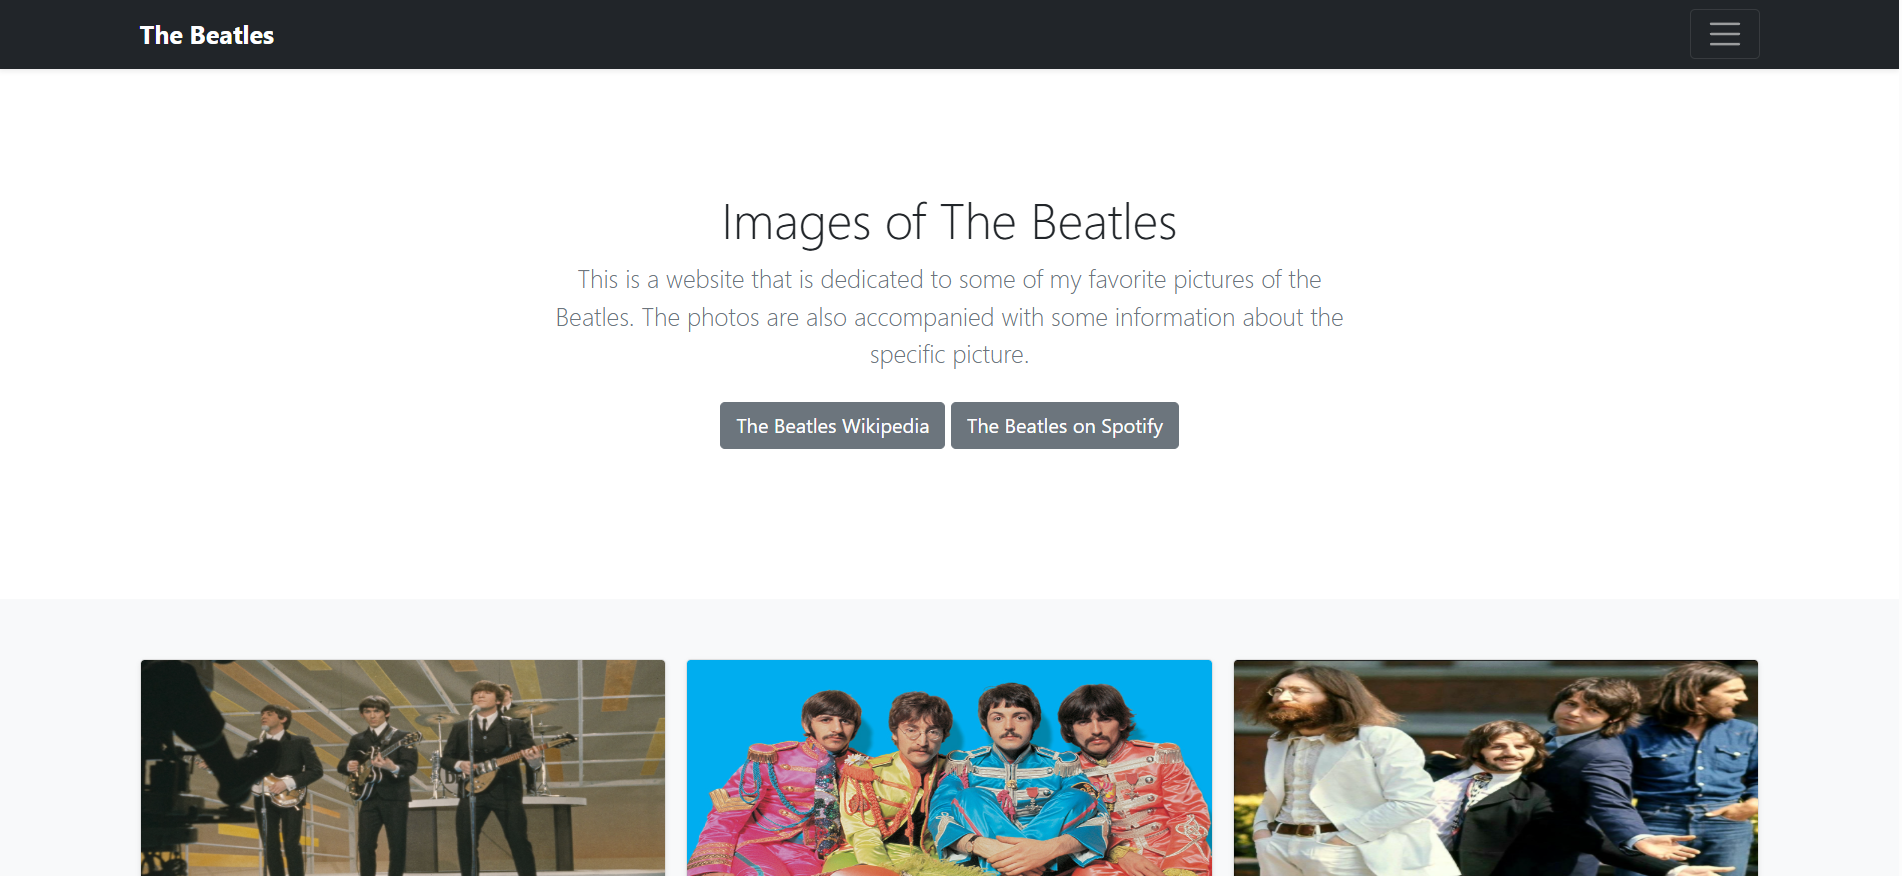 The Beatles
Images of The Beatles
This is a website that is dedicated to some of my favorite pictures of the
Beatles. The photos are also accompanied with some information about the
specific picture.
The Beatles Wikipedia
The Beatles on Spotify